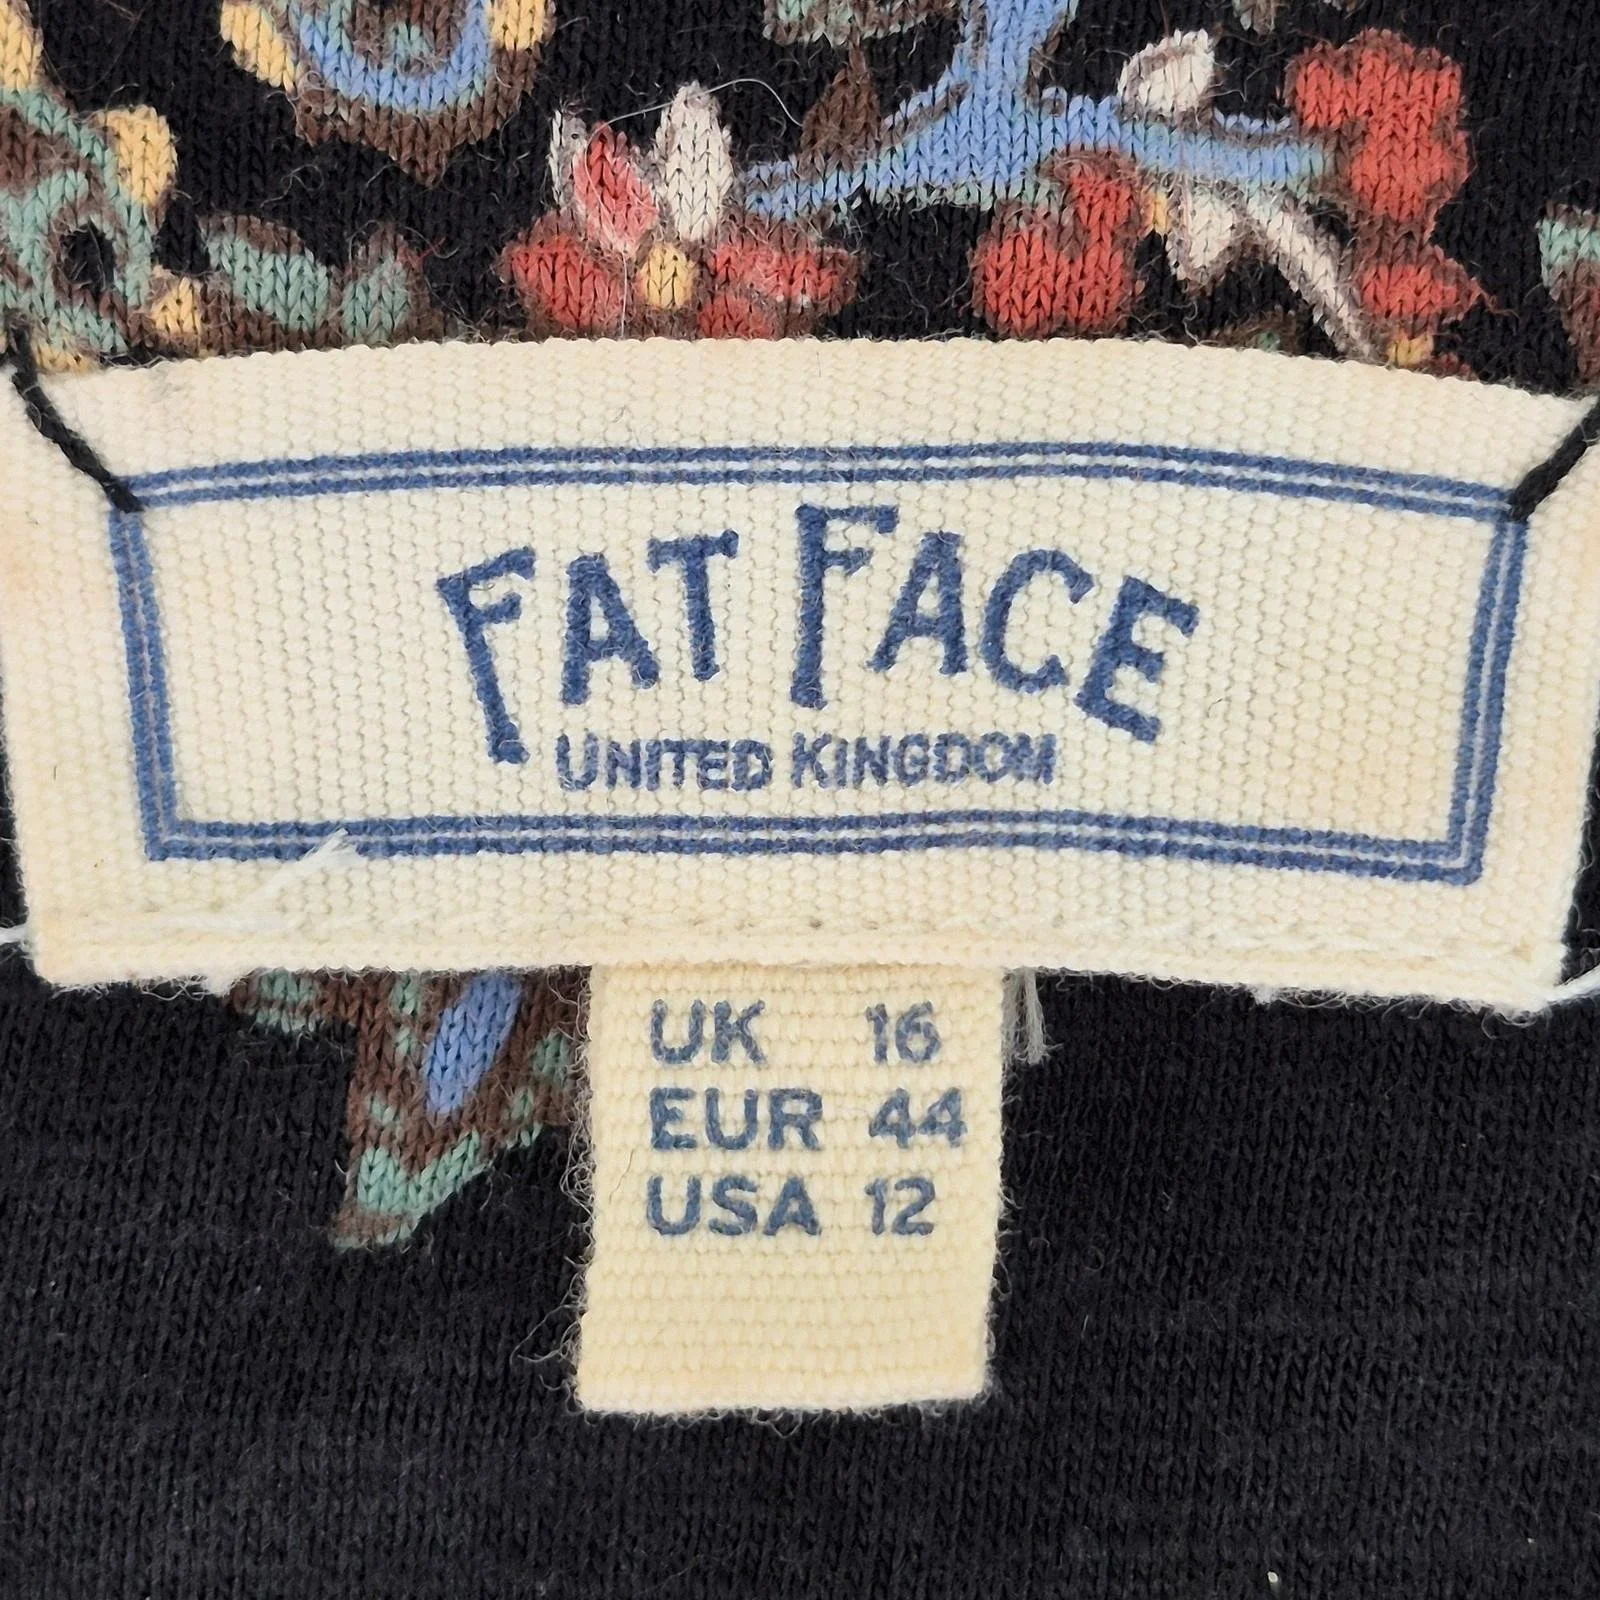 FAT FACE
UNITED KINGDOM
UK 16
EUR 44
USA 12